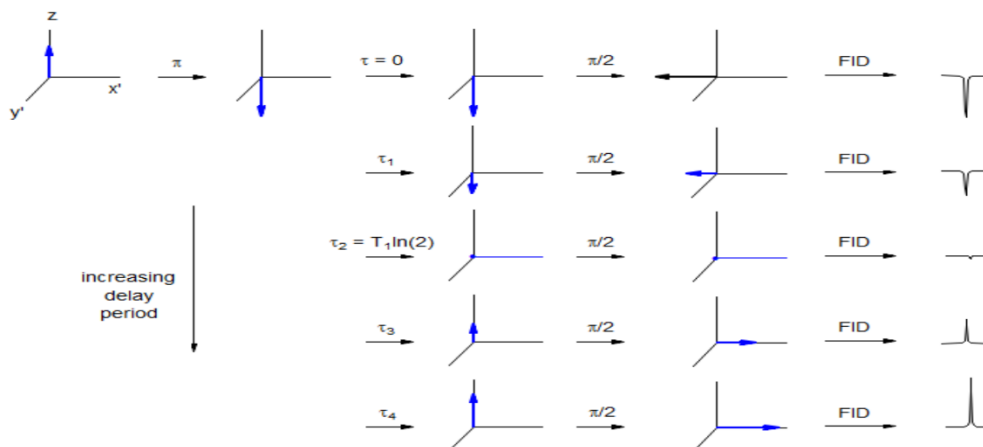 z
x'
y'
π
τ = 0
π/2
FID
τ₁
π/2
FID
τ₂ = T₁ln(2)
π/2
FID
increasing
delay
period
τ₃
π/2
FID
τ₄
π/2
FID